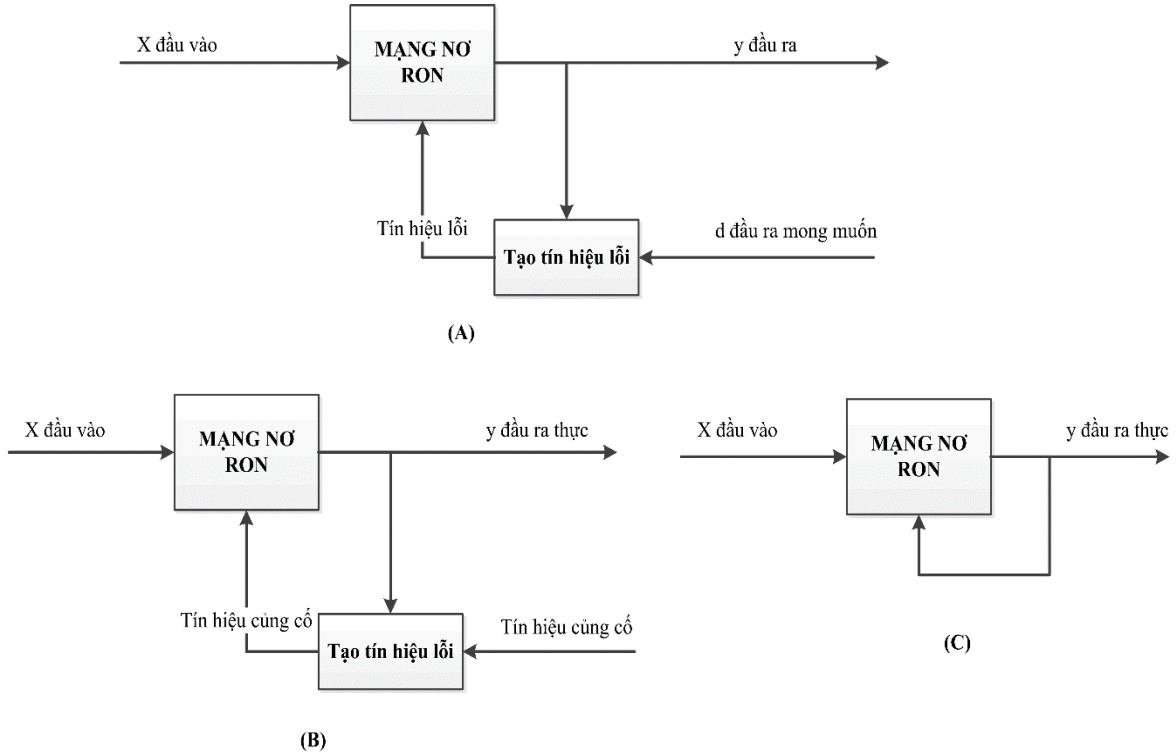 X đầu vào
MẠNG NƠ
RON
y đầu ra
Tín hiệu lỗi
Tạo tín hiệu lỗi
d đầu ra mong muốn
(A)
X đầu vào
MẠNG NƠ
RON
y đầu ra thực
Tín hiệu củng cố
Tạo tín hiệu lỗi
Tín hiệu củng cố
(B)
X đầu vào
MẠNG NƠ
RON
y đầu ra thực
(C)